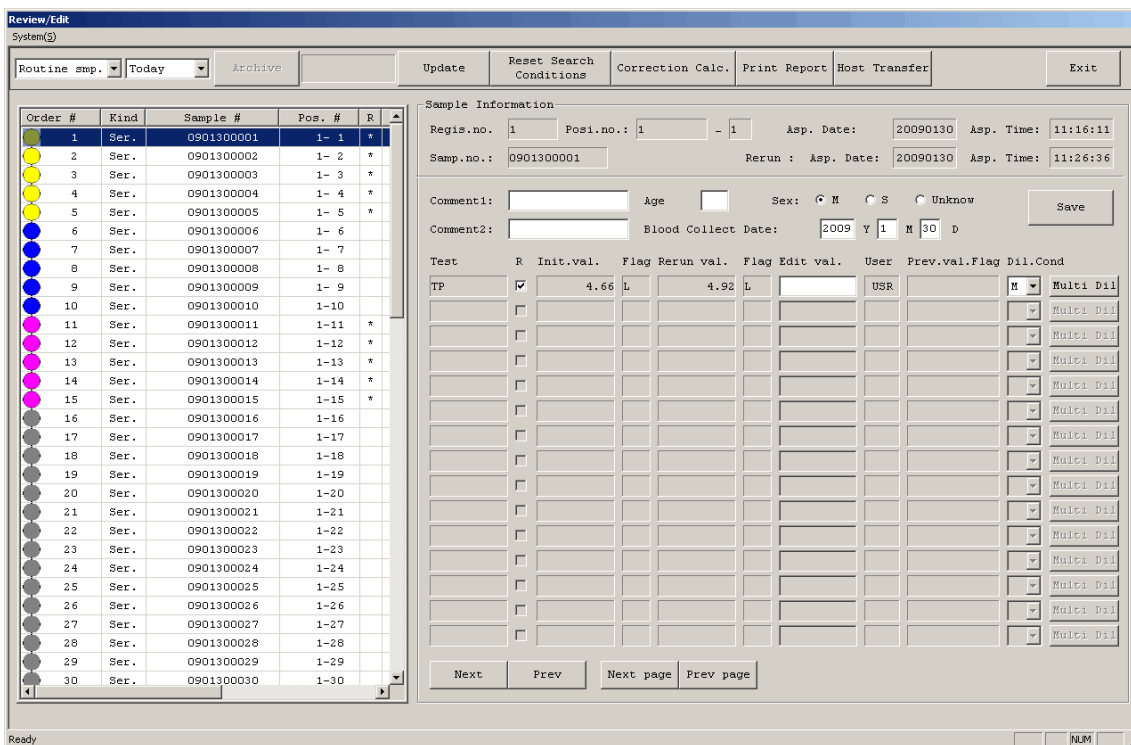 Review/Edit
System(S)
Routine smp. Today Archive Update Reset Search Conditions Correction Calc. Print Report Host Transfer Exit
Order # Kind Sample # Pos. # R
1 Ser. 0901300001 1- 1 *
2 Ser. 0901300002 1- 2 *
3 Ser. 0901300003 1- 3 *
4 Ser. 0901300004 1- 4 *
5 Ser. 0901300005 1- 5 *
6 Ser. 0901300006 1- 6
7 Ser. 0901300007 1- 7
8 Ser. 0901300008 1- 8
9 Ser. 0901300009 1- 9
10 Ser. 0901300010 1-10
11 Ser. 0901300011 1-11 *
12 Ser. 0901300012 1-12 *
13 Ser. 0901300013 1-13 *
14 Ser. 0901300014 1-14 *
15 Ser. 0901300015 1-15 *
16 Ser. 0901300016 1-16
17 Ser. 0901300017 1-17
18 Ser. 0901300018 1-18
19 Ser. 0901300019 1-19
20 Ser. 0901300020 1-20
21 Ser. 0901300021 1-21
22 Ser. 0901300022 1-22
23 Ser. 0901300023 1-23
24 Ser. 0901300024 1-24
25 Ser. 0901300025 1-25
26 Ser. 0901300026 1-26
27 Ser. 0901300027 1-27
28 Ser. 0901300028 1-28
29 Ser. 0901300029 1-29
30 Ser. 0901300030 1-30
Sample Information
Regis.no. 1 Posi.no.: 1 - 1 Asp. Date: 20090130 Asp. Time: 11:16:11
Samp.no.: 0901300001 Rerun : Asp. Date: 20090130 Asp. Time: 11:26:36
Comment1: Age Sex: M S Unknow Save
Comment2: Blood Collect Date: 2009 Y 1 M 30 D
Test R Init.val. Flag Rerun val. Flag Edit val. User Prev.val.Flag Dil.Cond
TP 4.66 L 4.92 L USR M Multi Dil
Multi Dil
Multi Dil
Multi Dil
Multi Dil
Multi Dil
Multi Dil
Multi Dil
Multi Dil
Multi Dil
Multi Dil
Multi Dil
Multi Dil
Multi Dil
Multi Dil
Next Prev Next page Prev page
Ready NUM